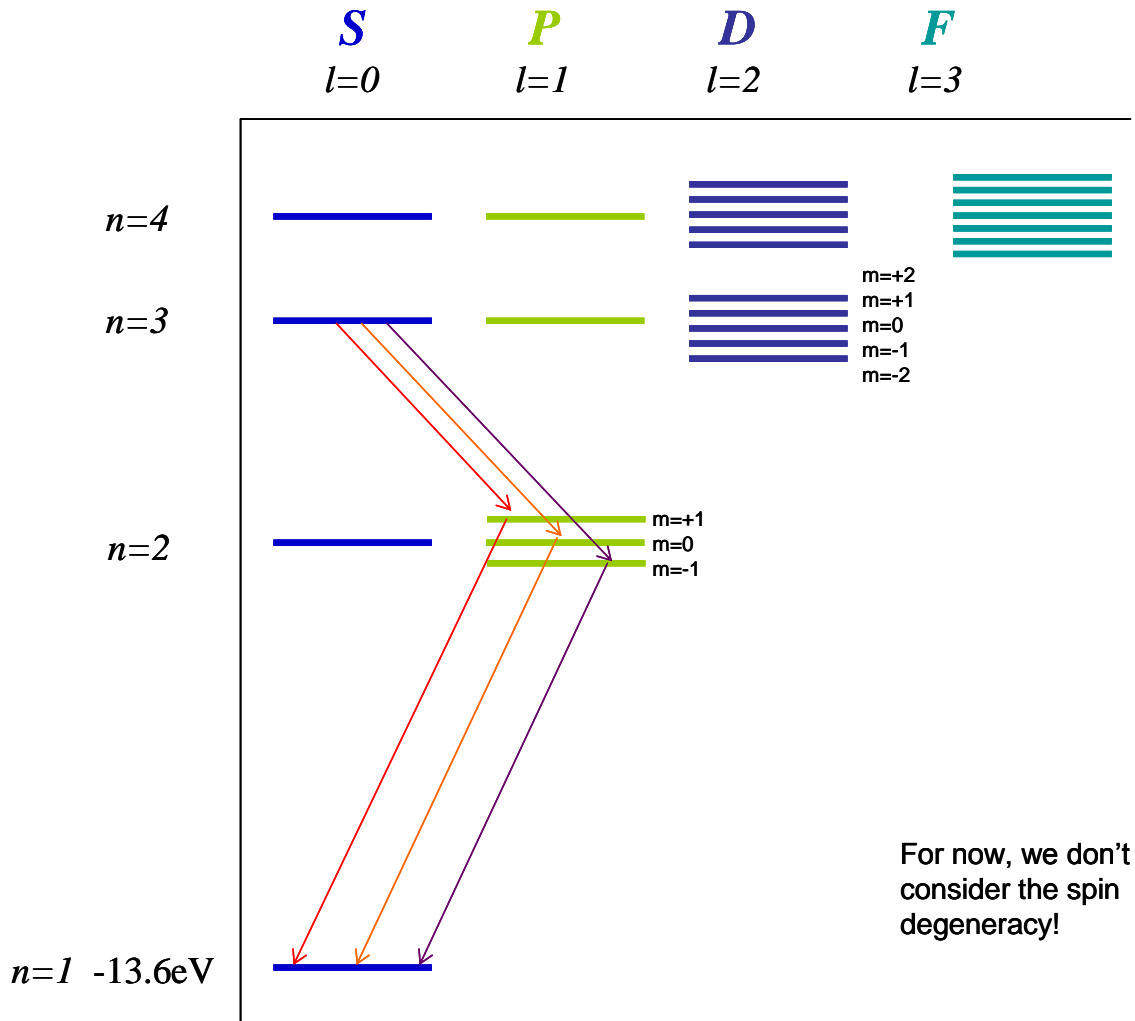 S P D F
l=0 l=1 l=2 l=3
n=4
m=+2
m=+1
n=3
m=0
m=-1
m=-2
m=+1
n=2
m=0
m=-1
For now, we don't
consider the spin
degeneracy!
n=1 -13.6eV